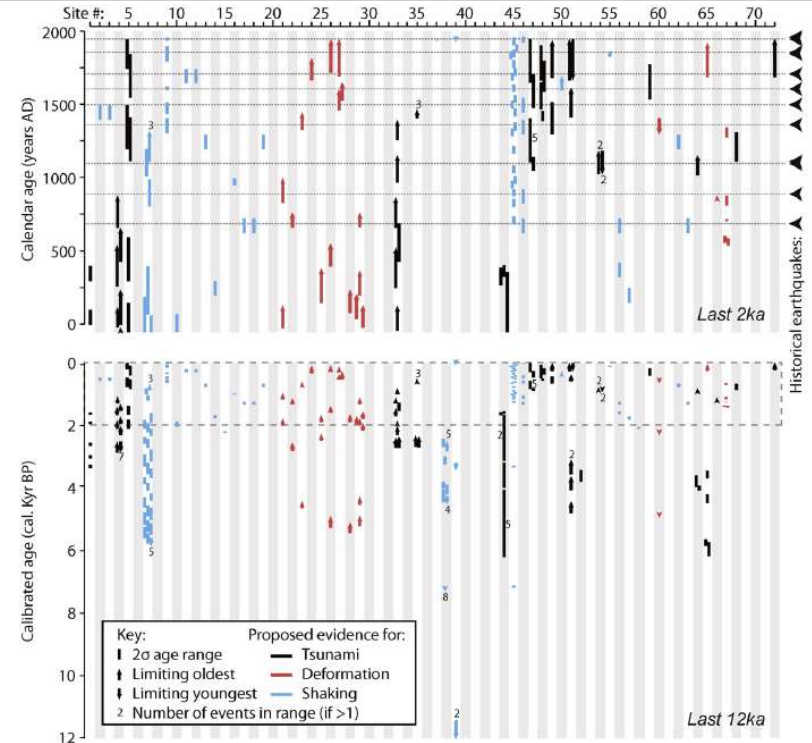 Site #: 1 5 10 15 20 25 30 35 40 45 50 55 60 65 70
Calendar age (years AD)
2000
1500
1000
500
0
3
3
5
2
2
Last 2ka
Historical earthquakes:
Calibrated age (cal. Kyr BP)
0
2
4
6
8
10
12
7
3
5
3
5
4
8
2
2
5
5
2
2
2
Last 12ka
Key:
Proposed evidence for:
2σ age range
Tsunami
Limiting oldest
Deformation
Limiting youngest
Shaking
2 Number of events in range (if >1)